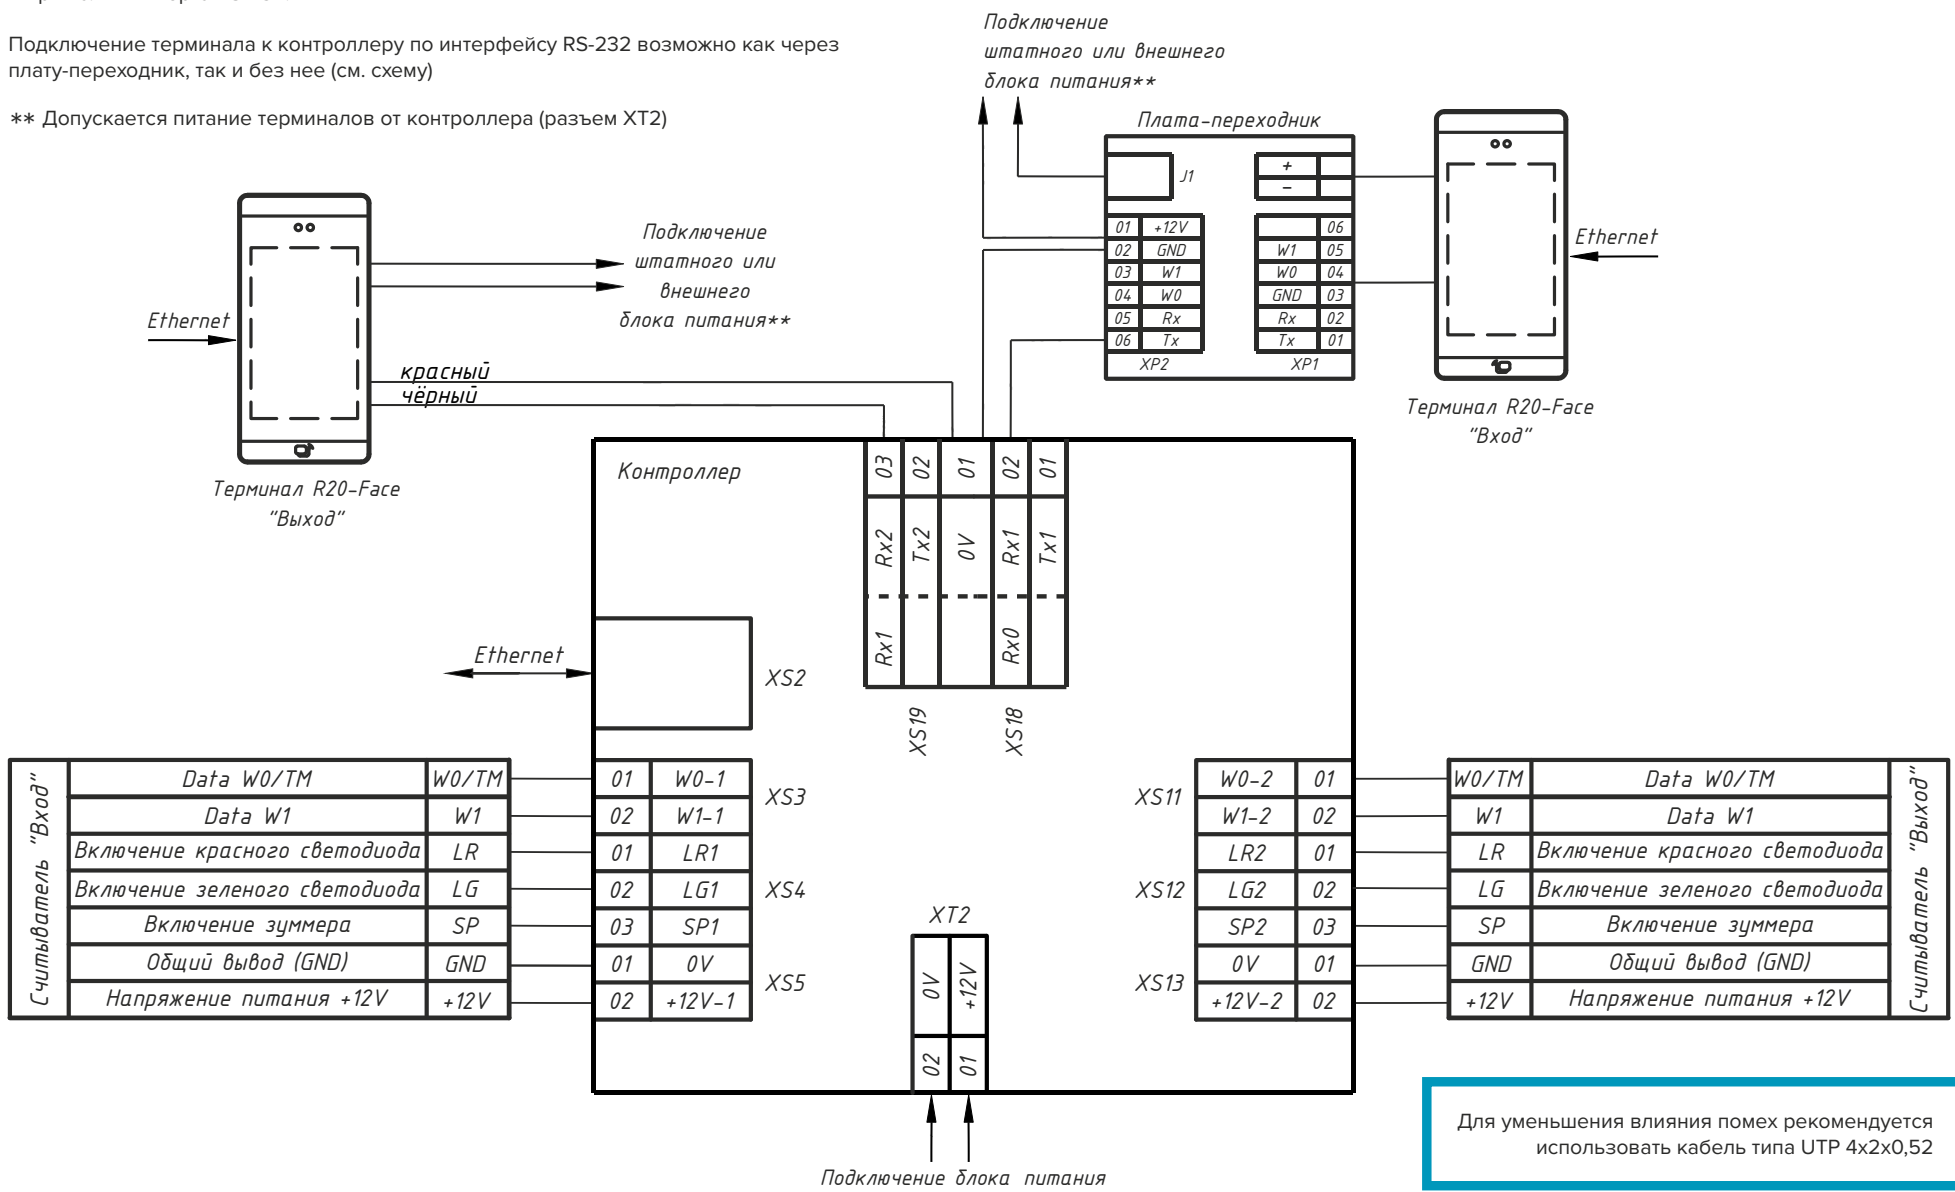 Подключение терминала к контроллеру по интерфейсу RS-232 возможно как через
плату-переходник, так и без нее (см. схему)
** Допускается питание терминалов от контроллера (разъем XT2)
Подключение
штатного или внешнего
блока питания**
Плата-переходник
J1
+
-
01 +12V
02 GND
03 W1
04 W0
05 Rx
06 Tx
XP2
06
W1 05
W0 04
GND 03
Rx 02
Tx 01
XP1
Ethernet
Терминал R20-Face
"Вход"
Подключение
штатного или
внешнего
блока питания**
Ethernet
красный
чёрный
Терминал R20-Face
"Выход"
Контроллер
03 02 01 02 01
Rx2 Tx2 0V Rx1 Tx1
Rx1 Rx0
XS19 XS18
Ethernet
XS2
Считыватель "Вход"
Data W0/TM W0/TM 01 W0-1
Data W1 W1 02 W1-1
XS3
Включение красного светодиода LR 01 LR1
Включение зеленого светодиода LG 02 LG1
Включение зуммера SP 03 SP1
XS4
Общий вывод (GND) GND 01 0V
Напряжение питания +12V +12V 02 +12V-1
XS5
XS11
W0-2 01 W0/TM Data W0/TM
W1-2 02 W1 Data W1
XS12
LR2 01 LR Включение красного светодиода
LG2 02 LG Включение зеленого светодиода
SP2 03 SP Включение зуммера
XS13
0V 01 GND Общий вывод (GND)
+12V-2 02 +12V Напряжение питания +12V
Считыватель "Выход"
XT2
0V +12V
02 01
Подключение блока питания
Для уменьшения влияния помех рекомендуется
использовать кабель типа UTP 4x2x0,52